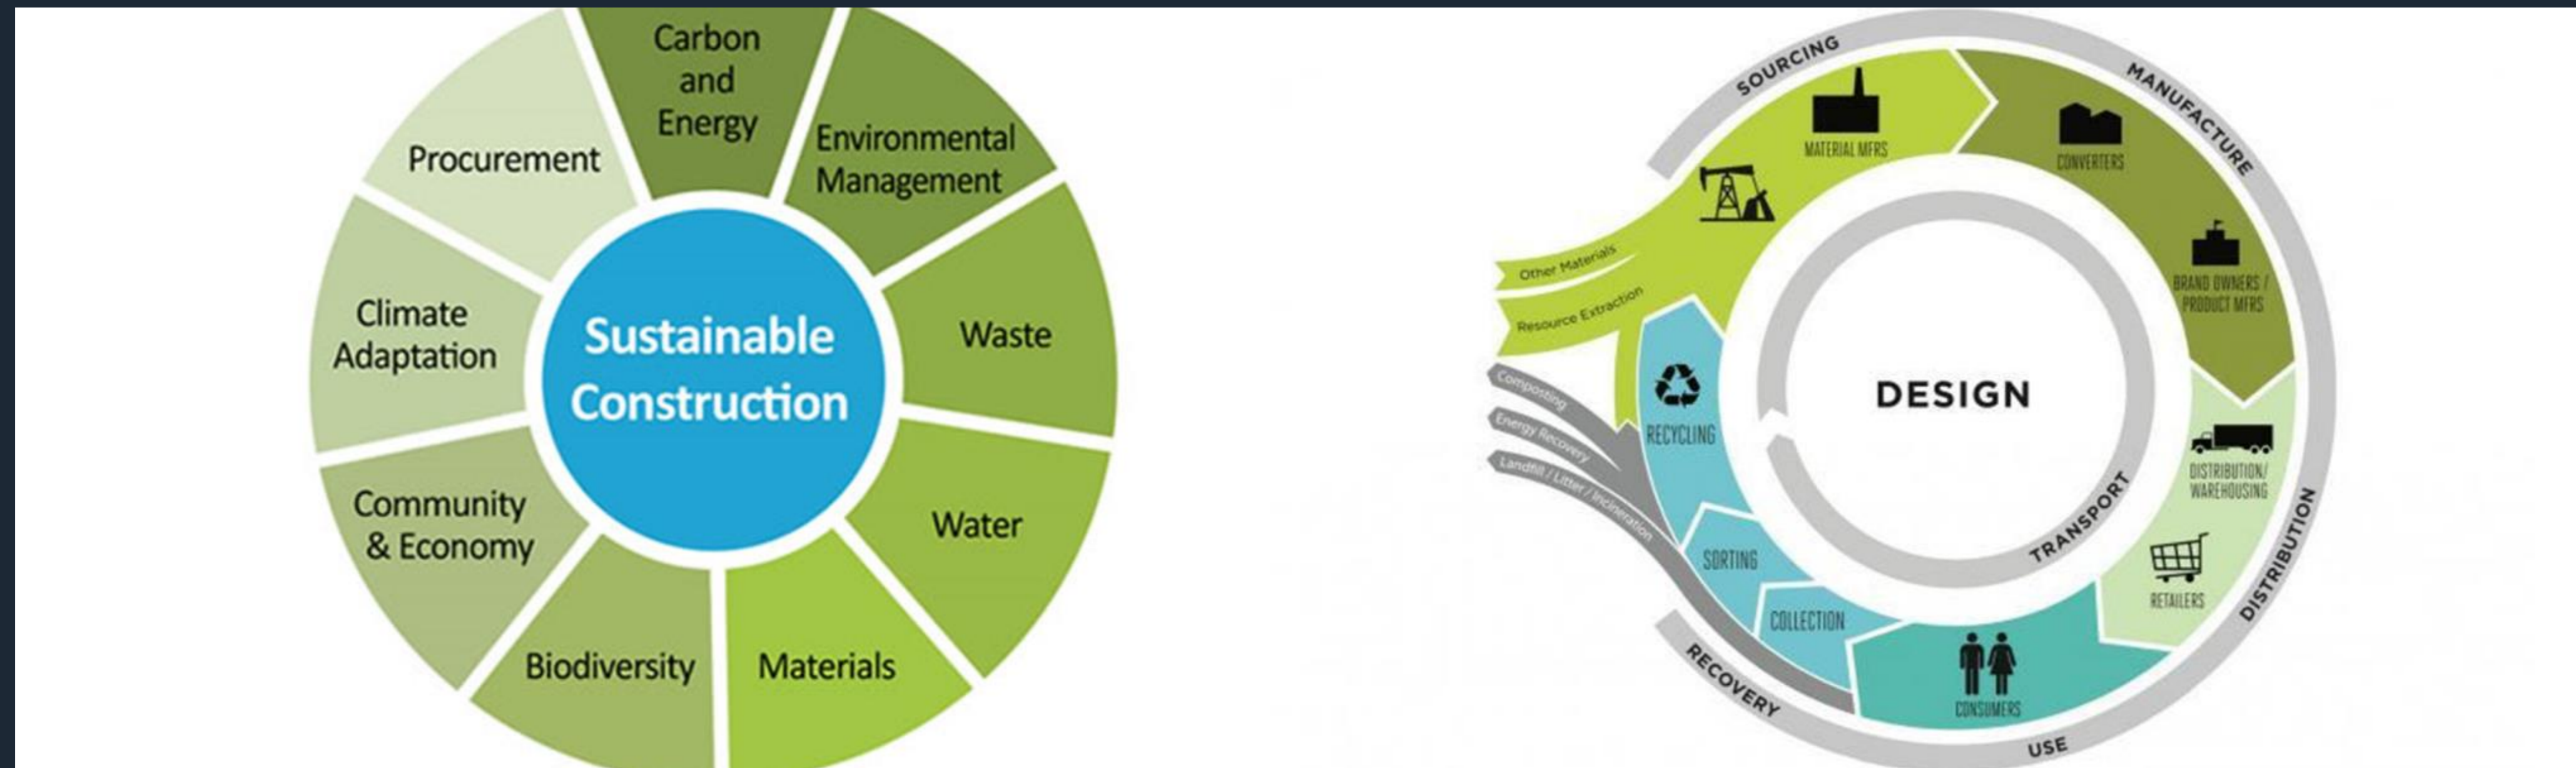 Carbon
and
Energy
Environmental
Management
Waste
Water
Materials
Biodiversity
Community
& Economy
Climate
Adaptation
Procurement
Sustainable
Construction
SOURCING
MANUFACTURE
DISTRIBUTION
USE
RECOVERY
MATERIAL MFRS
CONVERTERS
BRAND OWNERS /
PRODUCT MFRS
DISTRIBUTION/
WAREHOUSING
RETAILERS
CONSUMERS
COLLECTION
SORTING
RECYCLING
Other Materials
Resource Extraction
Composting
Energy Recovery
Landfill / Litter / Incineration
DESIGN
TRANSPORT